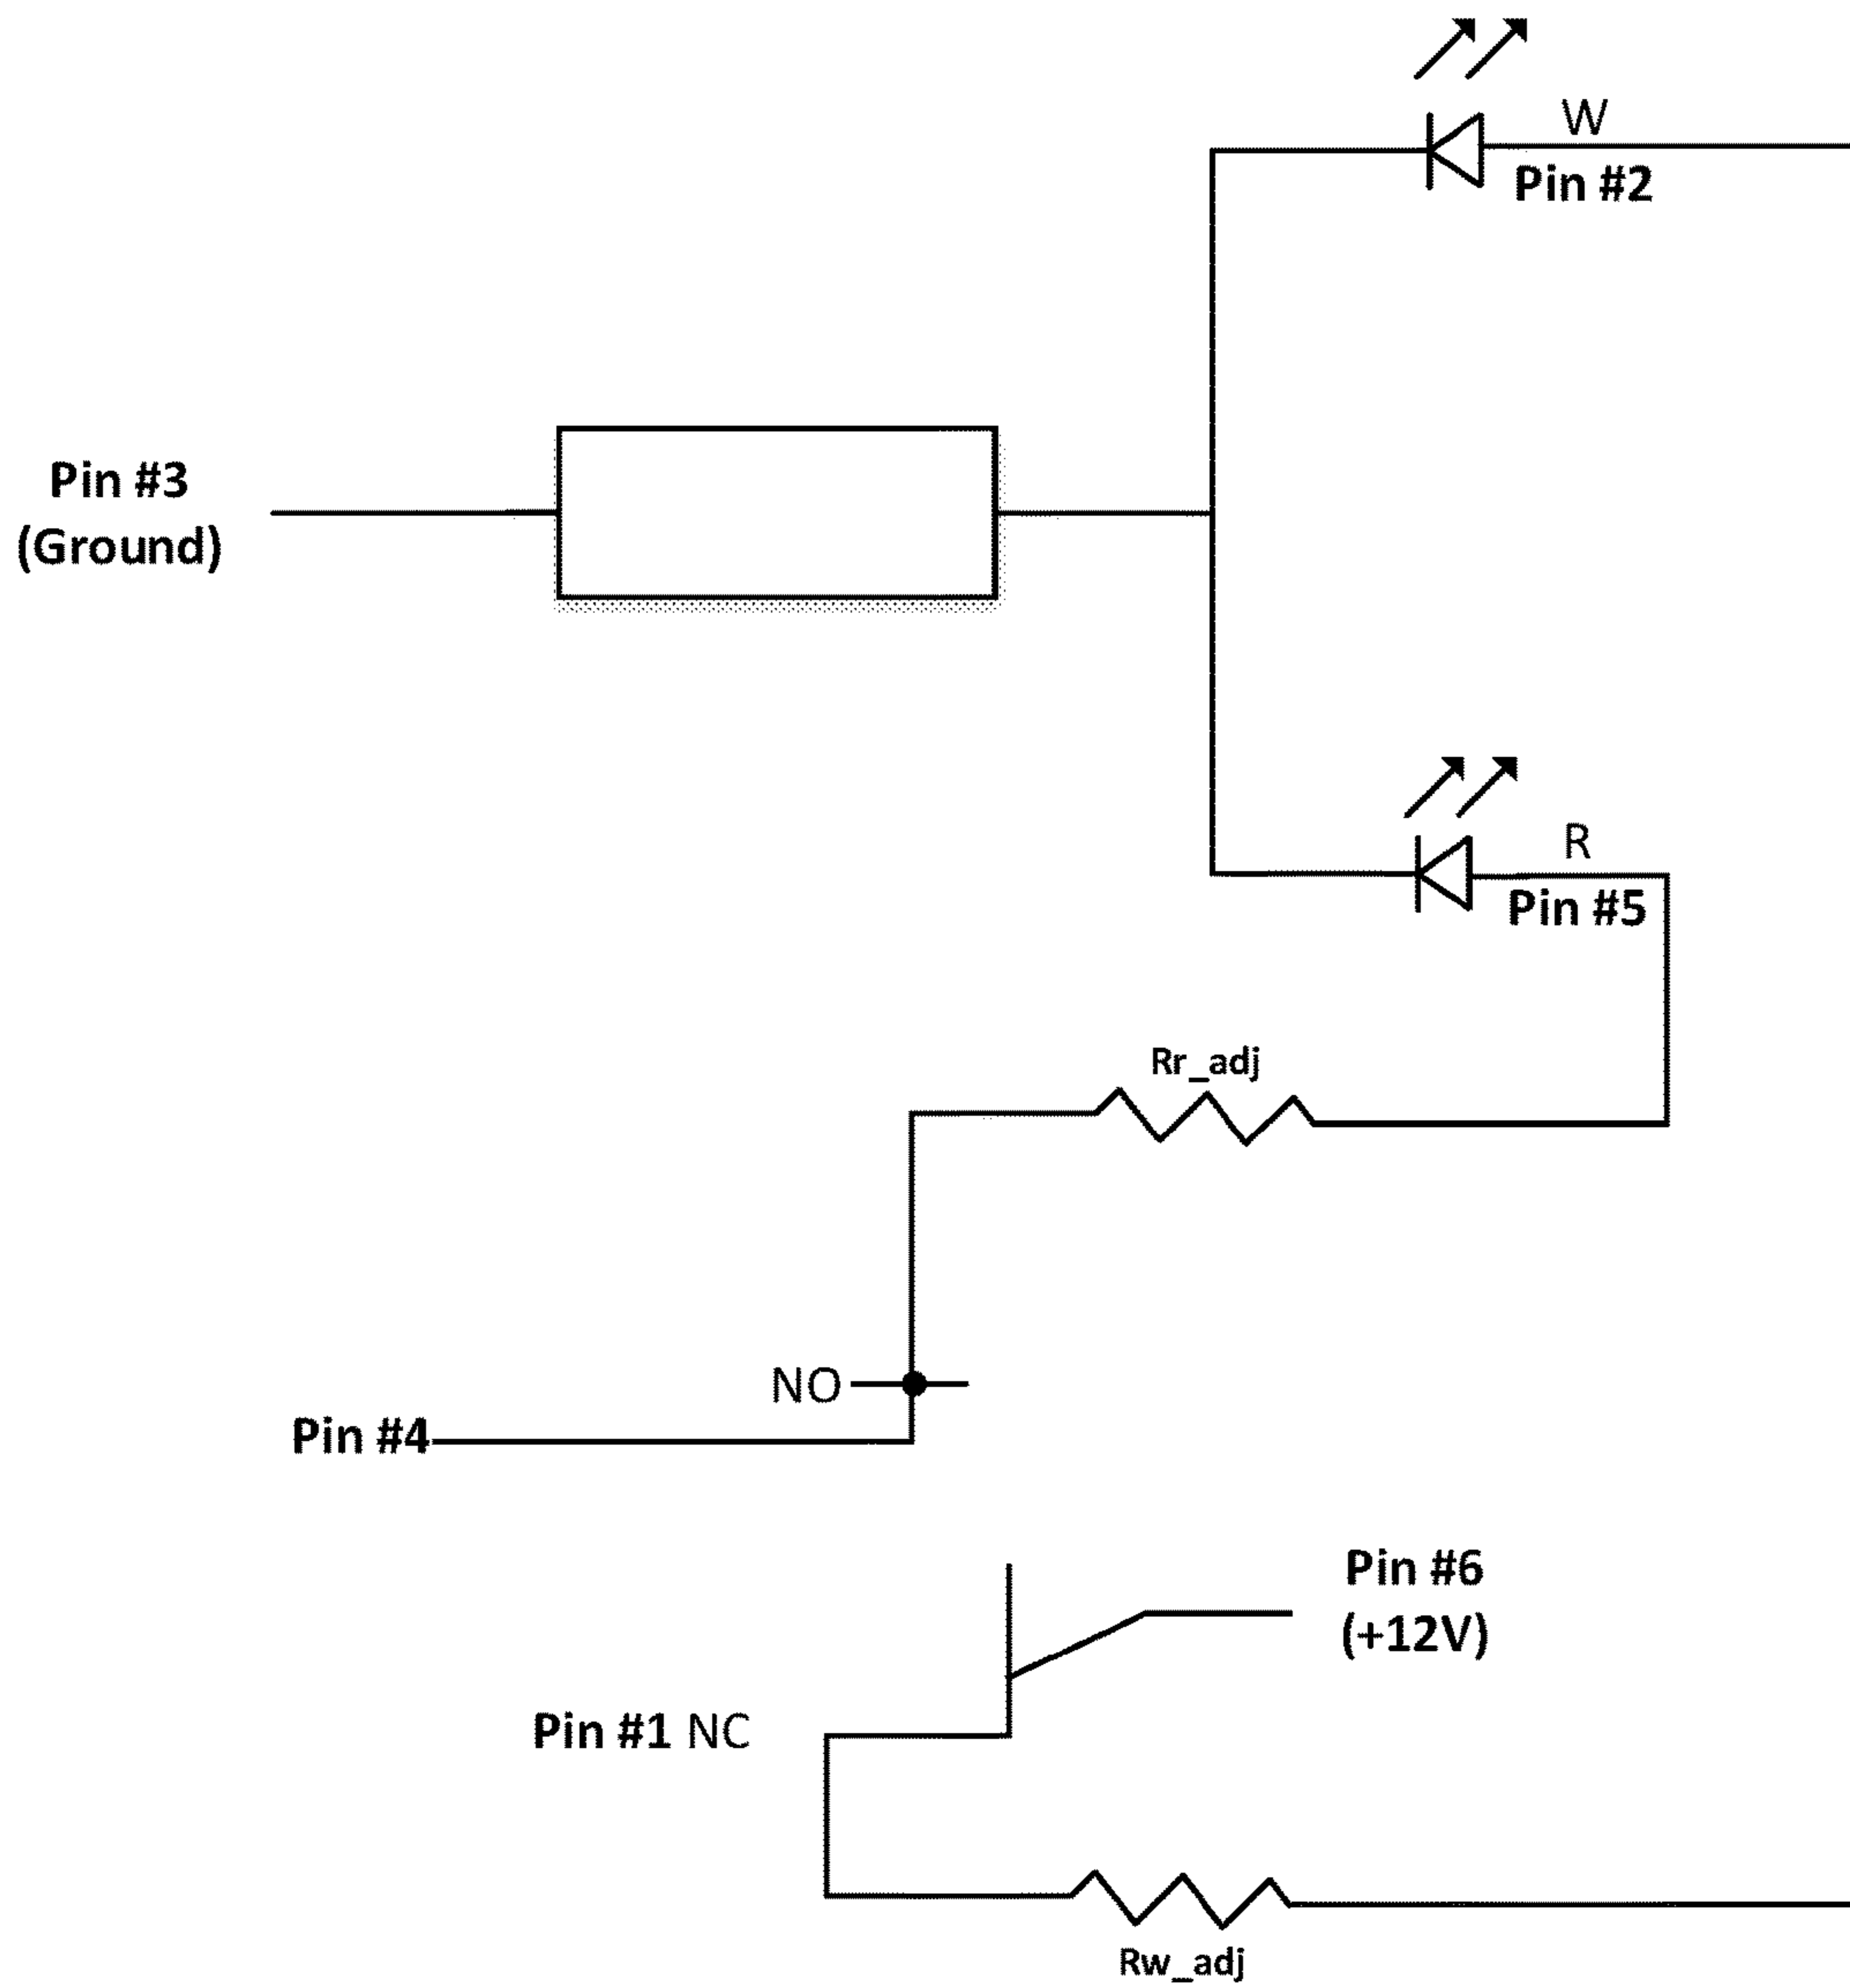 W
Pin #2
Pin #3
(Ground)
R
Pin #5
Rr_adj
NO
Pin #4
Pin #6
(+12V)
Pin #1 NC
Rw_adj